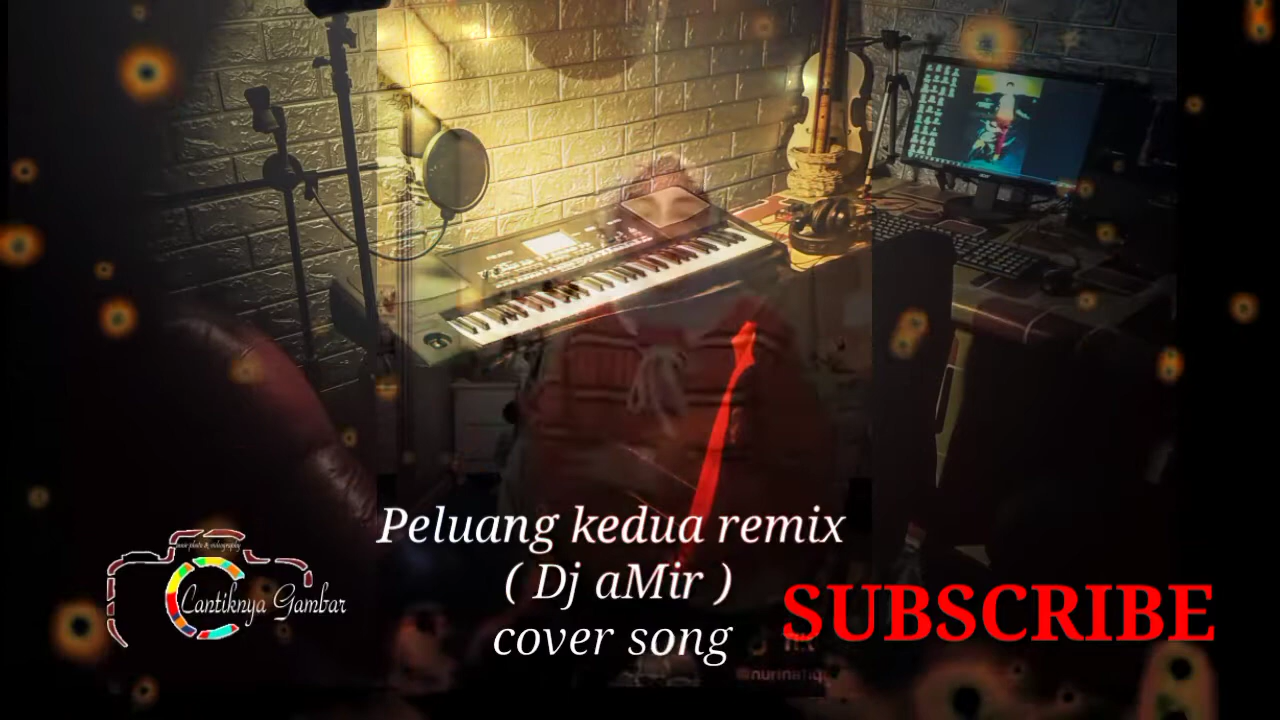 Peluang kedua remix
( Dj aMir )
cover song
SUBSCRIBE
Cantiknya Gambar